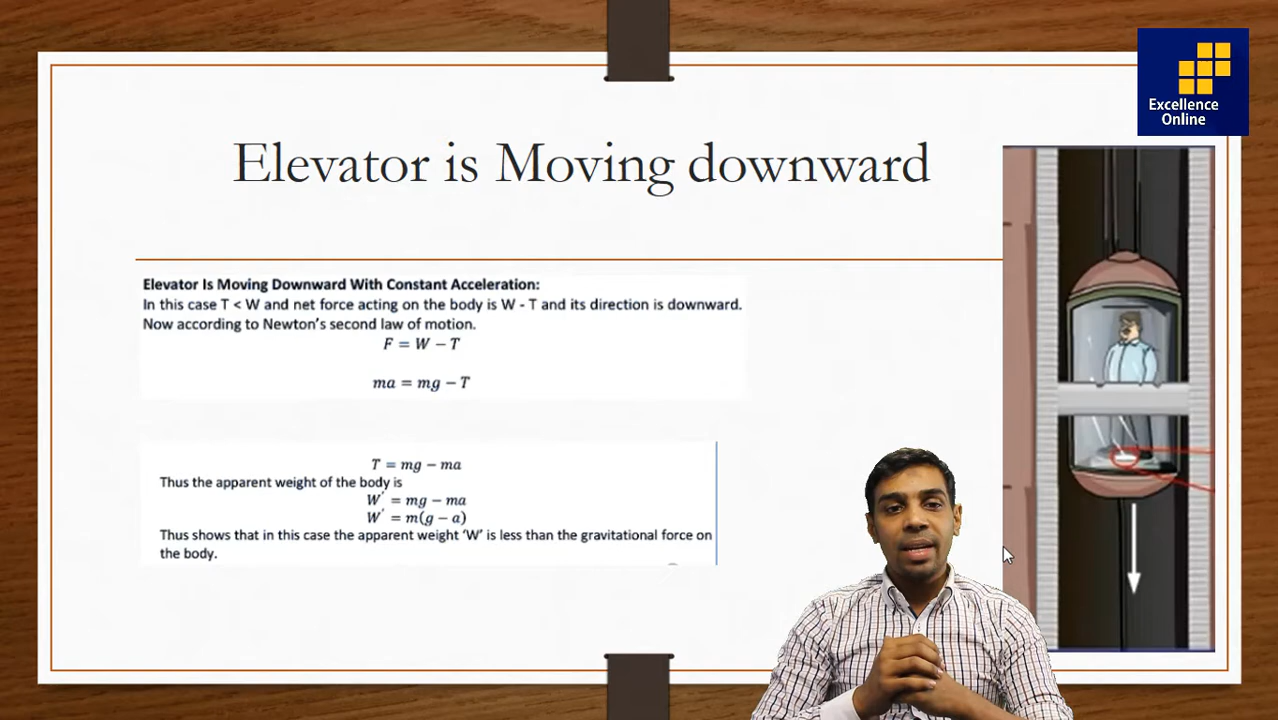 Excellence
Online
Elevator is Moving downward
Elevator Is Moving Downward With Constant Acceleration:
In this case T < W and net force acting on the body is W - T and its direction is downward.
Now according to Newton's second law of motion.
F = W − T
ma = mg − T
T = mg − ma
Thus the apparent weight of the body is
W' = mg − ma
W' = m(g − a)
Thus shows that in this case the apparent weight 'W' is less than the gravitational force on
the body.